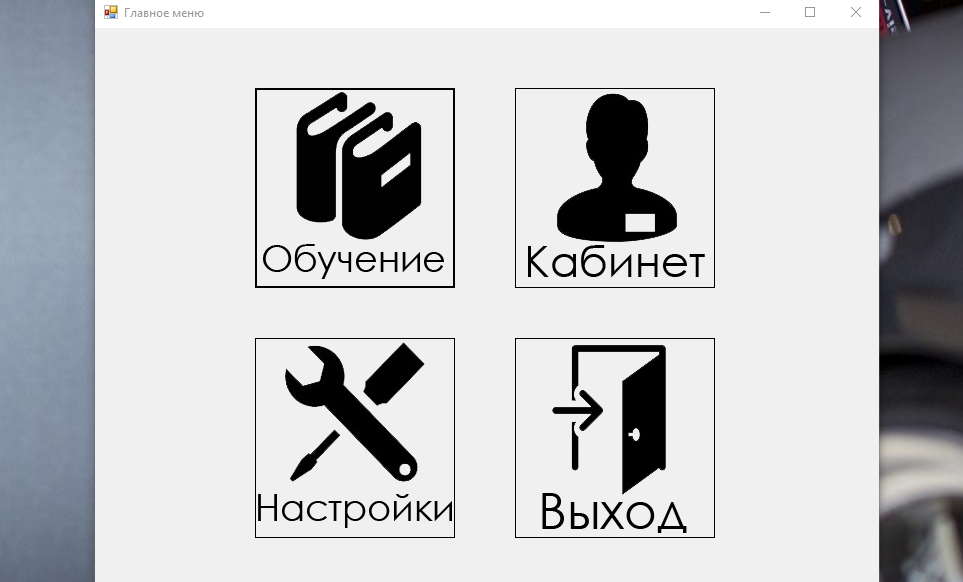 Главное меню
Обучение
Кабинет
Настройки
Выход